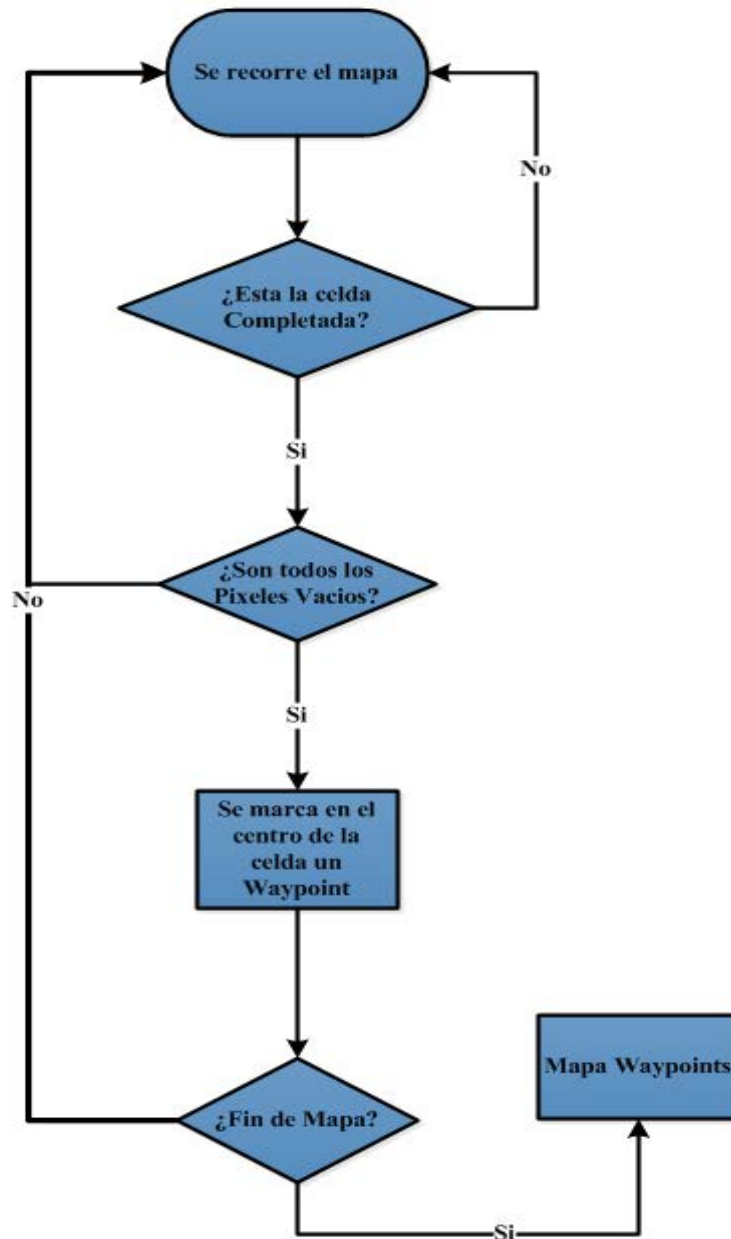 Se recorre el mapa
No
¿Esta la celda
Completada?
Si
¿Son todos los
Pixeles Vacios?
No
Si
Se marca en el
centro de la
celda un
Waypoint
Mapa Waypoints
¿Fin de Mapa?
Si